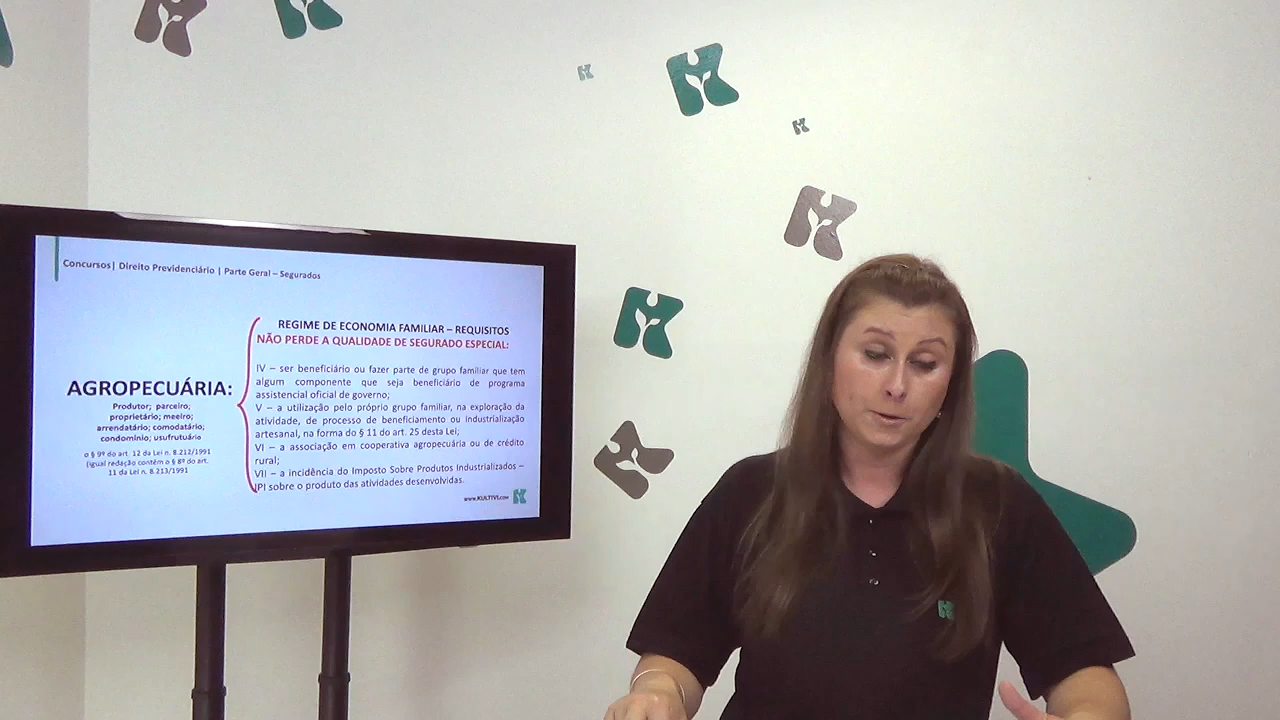 Concursos| Direito Previdenciário | Parte Geral – Segurados
REGIME DE ECONOMIA FAMILIAR – REQUISITOS
NÃO PERDE A QUALIDADE DE SEGURADO ESPECIAL:
AGROPECUÁRIA:
Produtor; parceiro;
proprietário; meeiro;
arrendatário; comodatário;
condomínio; usufrutuário
o § 9º do art. 12 da Lei n. 8.212/1991
(igual redação contém o § 8º do art.
11 da Lei n. 8.213/1991
IV – ser beneficiário ou fazer parte de grupo familiar que tem
algum componente que seja beneficiário de programa
assistencial oficial de governo;
V – a utilização pelo próprio grupo familiar, na exploração da
atividade, de processo de beneficiamento ou industrialização
artesanal, na forma do § 11 do art. 25 desta Lei;
VI – a associação em cooperativa agropecuária ou de crédito
rural;
VII – a incidência do Imposto Sobre Produtos Industrializados –
IPI sobre o produto das atividades desenvolvidas.
www.KULTIVI.com